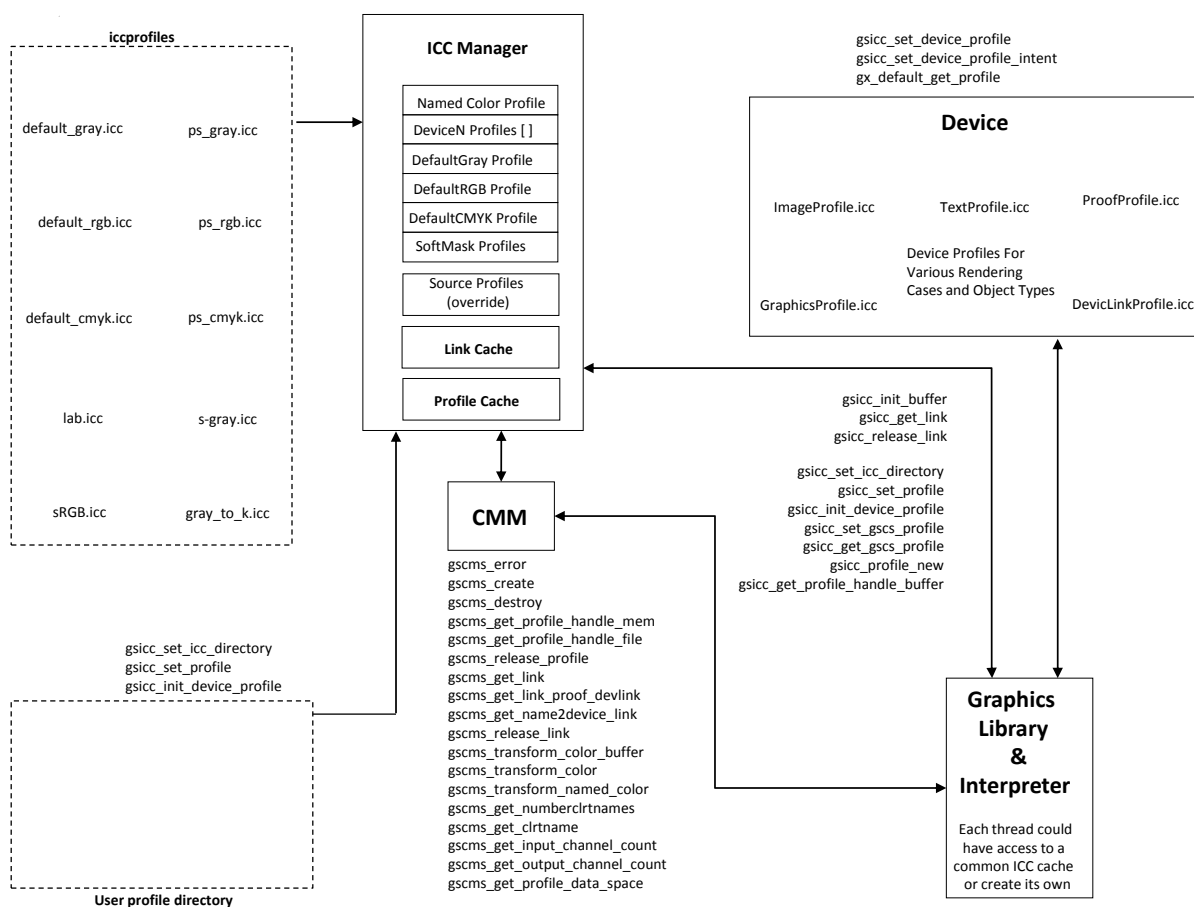 iccprofiles
default_gray.icc
ps_gray.icc
default_rgb.icc
ps_rgb.icc
default_cmyk.icc
ps_cmyk.icc
lab.icc
s-gray.icc
sRGB.icc
gray_to_k.icc
ICC Manager
Named Color Profile
DeviceN Profiles [ ]
DefaultGray Profile
DefaultRGB Profile
DefaultCMYK Profile
SoftMask Profiles
Source Profiles
(override)
Link Cache
Profile Cache
gsicc_set_device_profile
gsicc_set_device_profile_intent
gx_default_get_profile
Device
ImageProfile.icc
TextProfile.icc
ProofProfile.icc
Device Profiles For
Various Rendering
Cases and Object Types
GraphicsProfile.icc
DevicLinkProfile.icc
gsicc_init_buffer
gsicc_get_link
gsicc_release_link
gsicc_set_icc_directory
gsicc_set_profile
gsicc_init_device_profile
gsicc_set_gscs_profile
gsicc_get_gscs_profile
gsicc_profile_new
gsicc_get_profile_handle_buffer
CMM
gscms_error
gscms_create
gscms_destroy
gscms_get_profile_handle_mem
gscms_get_profile_handle_file
gscms_release_profile
gscms_get_link
gscms_get_link_proof_devlink
gscms_get_name2device_link
gscms_release_link
gscms_transform_color_buffer
gscms_transform_color
gscms_transform_named_color
gscms_get_numberclrtnames
gscms_get_clrtname
gscms_get_input_channel_count
gscms_get_output_channel_count
gscms_get_profile_data_space
gsicc_set_icc_directory
gsicc_set_profile
gsicc_init_device_profile
User profile directory
Graphics
Library
&
Interpreter
Each thread could
have access to a
common ICC cache
or create its own